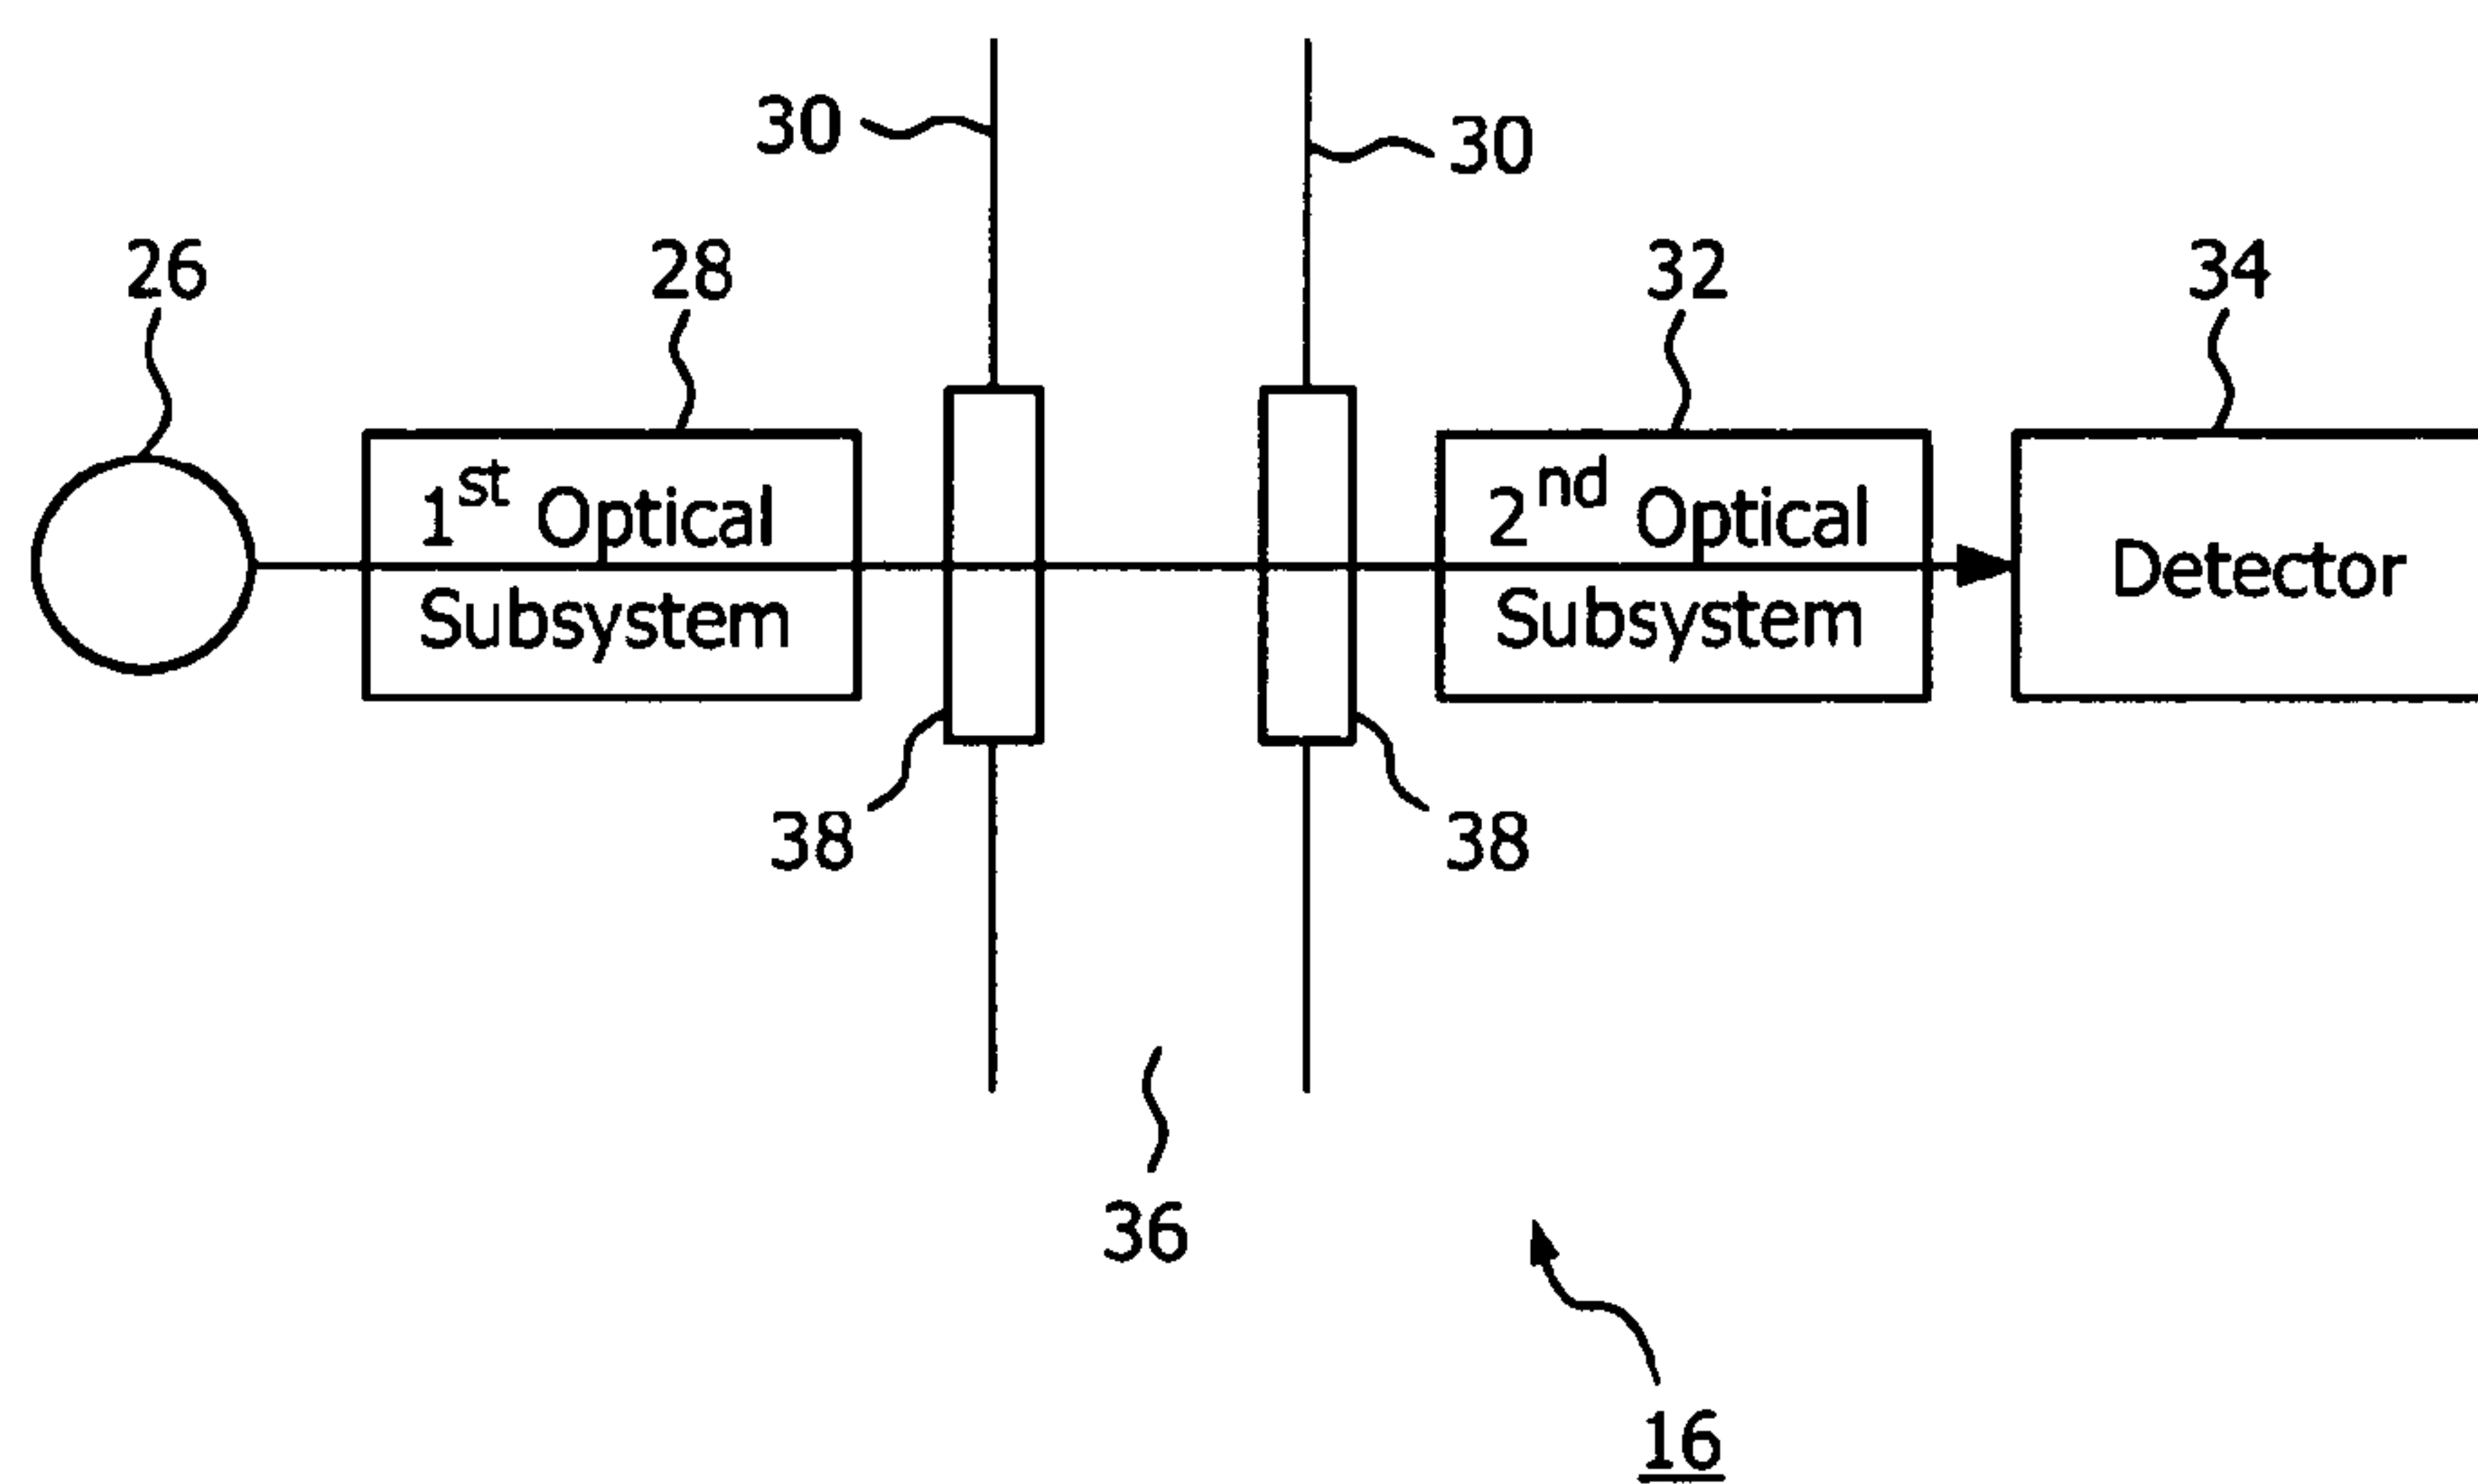 30
30
26
28
32
34
1st Optical
Subsystem
2nd Optical
Subsystem
Detector
38
38
36
16